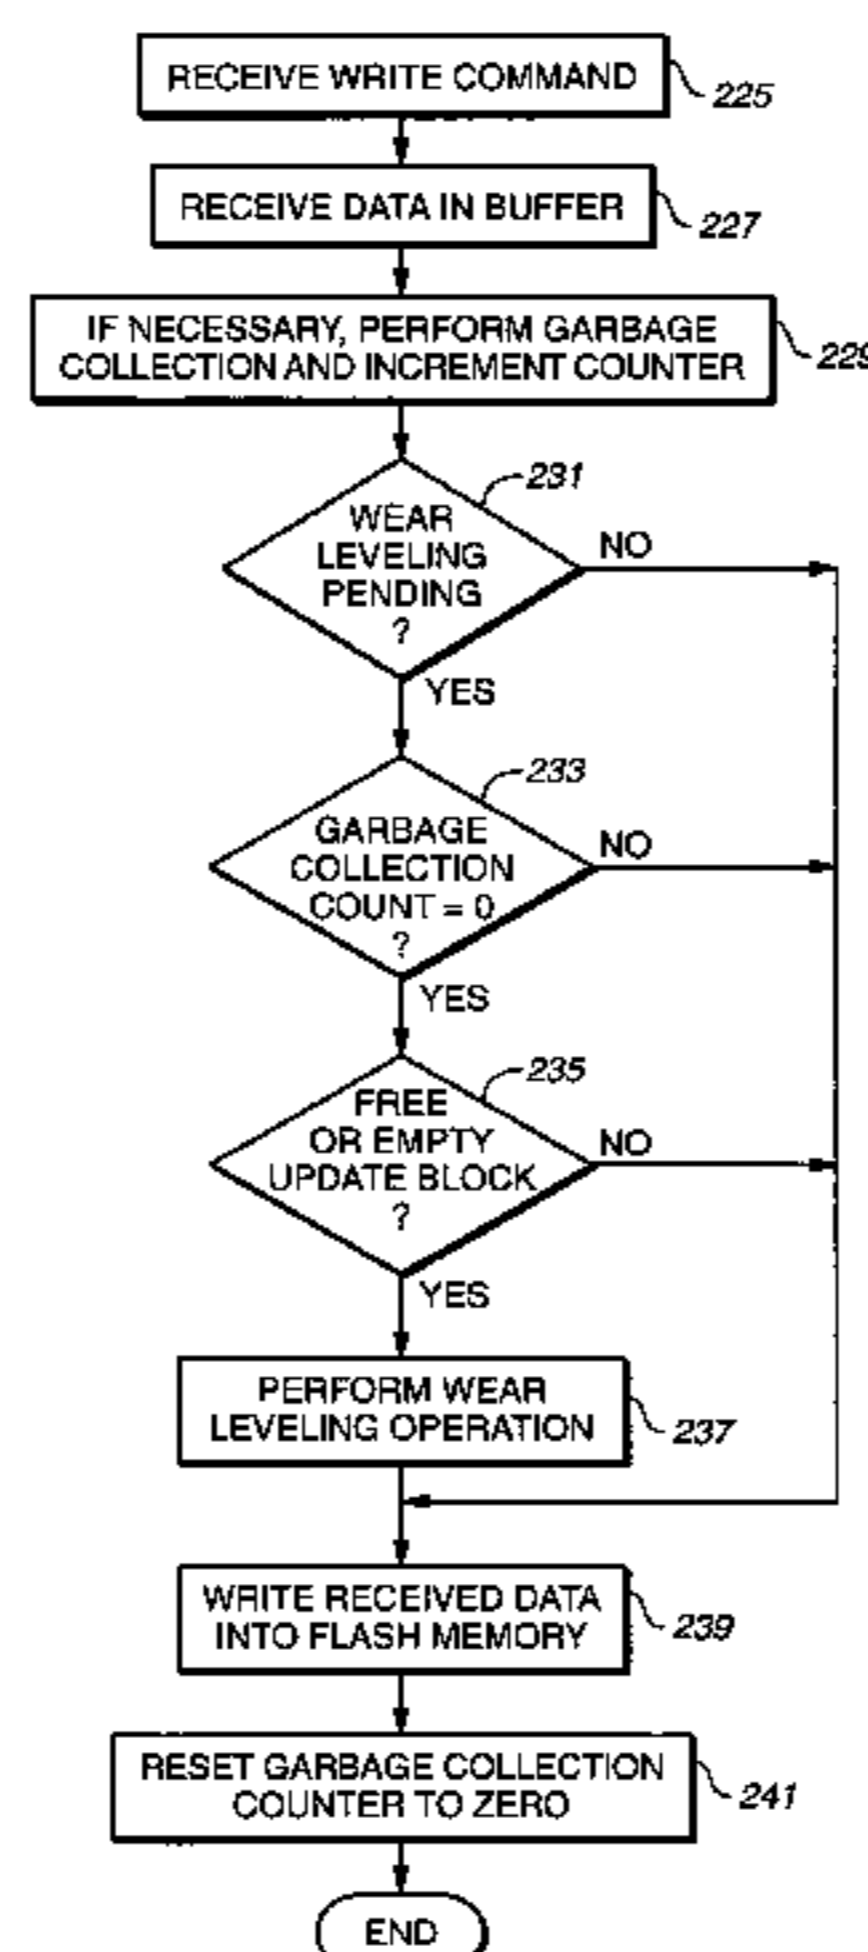 RECEIVE WRITE COMMAND
225
RECEIVE DATA IN BUFFER
227
IF NECESSARY, PERFORM GARBAGE
COLLECTION AND INCREMENT COUNTER
229
231
WEAR
LEVELING
PENDING
?
NO
YES
233
GARBAGE
COLLECTION
COUNT = 0
?
NO
YES
235
FREE
OR EMPTY
UPDATE BLOCK
?
NO
YES
PERFORM WEAR
LEVELING OPERATION
237
WRITE RECEIVED DATA
INTO FLASH MEMORY
239
RESET GARBAGE COLLECTION
COUNTER TO ZERO
241
END